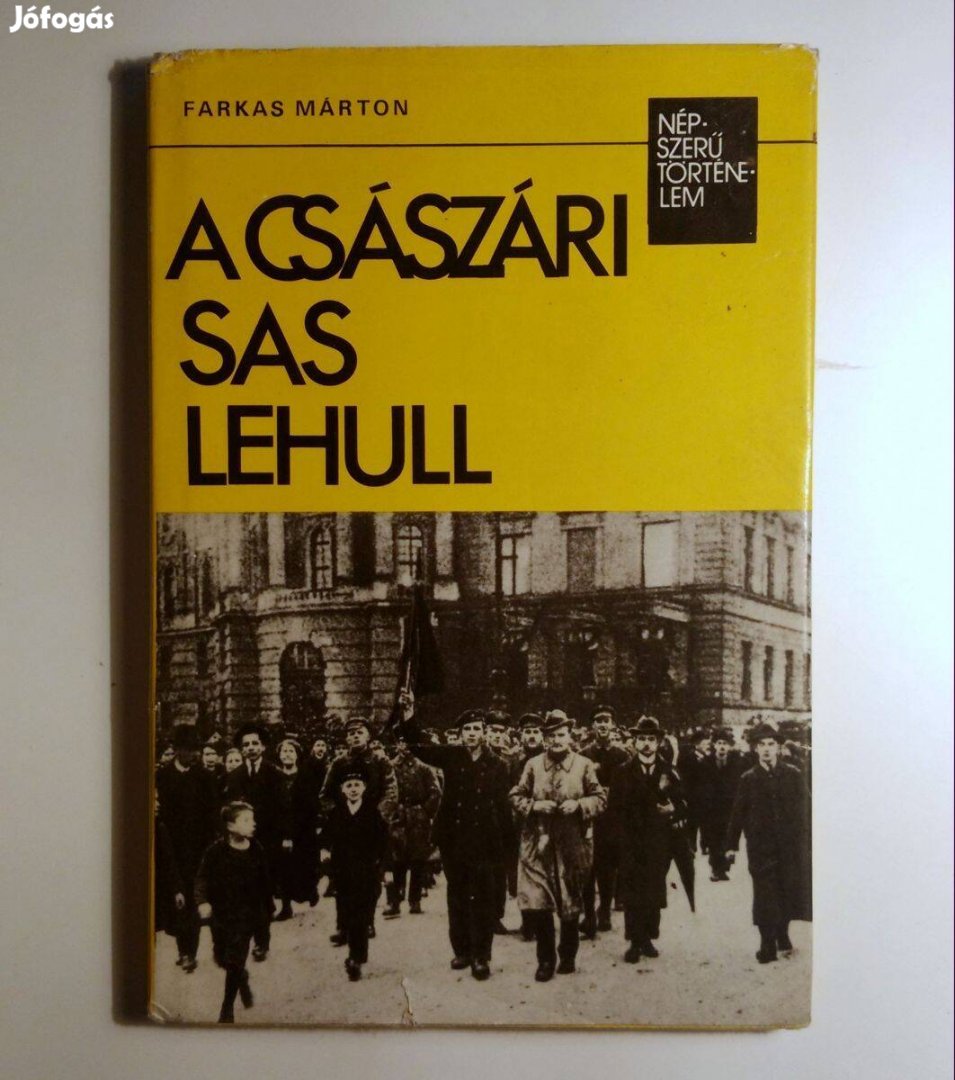 Jófogás
FARKAS MÁRTON
NÉP-
SZERŰ
TÖRTÉNE-
LEM
A CSÁSZÁRI
SAS
LEHULL